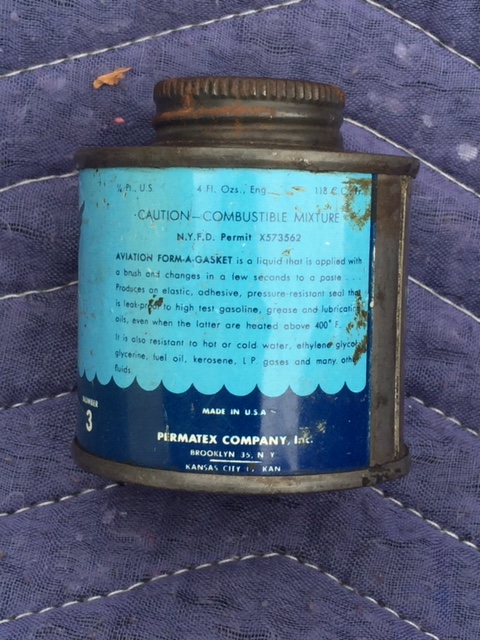 ¼ Pt., U.S. 4 Fl. Ozs., Eng. 118 C.C.
CAUTION—COMBUSTIBLE MIXTURE
N.Y.F.D. Permit X573562
AVIATION FORM-A-GASKET is a liquid that is applied with
a brush and changes in a few seconds to a paste . . .
Produces an elastic, adhesive, pressure-resistant seal that
is leak-proof to high test gasoline, grease and lubricating
oils, even when the latter are heated above 400° F.
It is also resistant to hot or cold water, ethylene glycol
glycerine, fuel oil, kerosene, L.P. gases and many other
fluids.
NUMBER
3
MADE IN U.S.A
PERMATEX COMPANY, Inc.
BROOKLYN 35, N Y
KANSAS CITY KAN